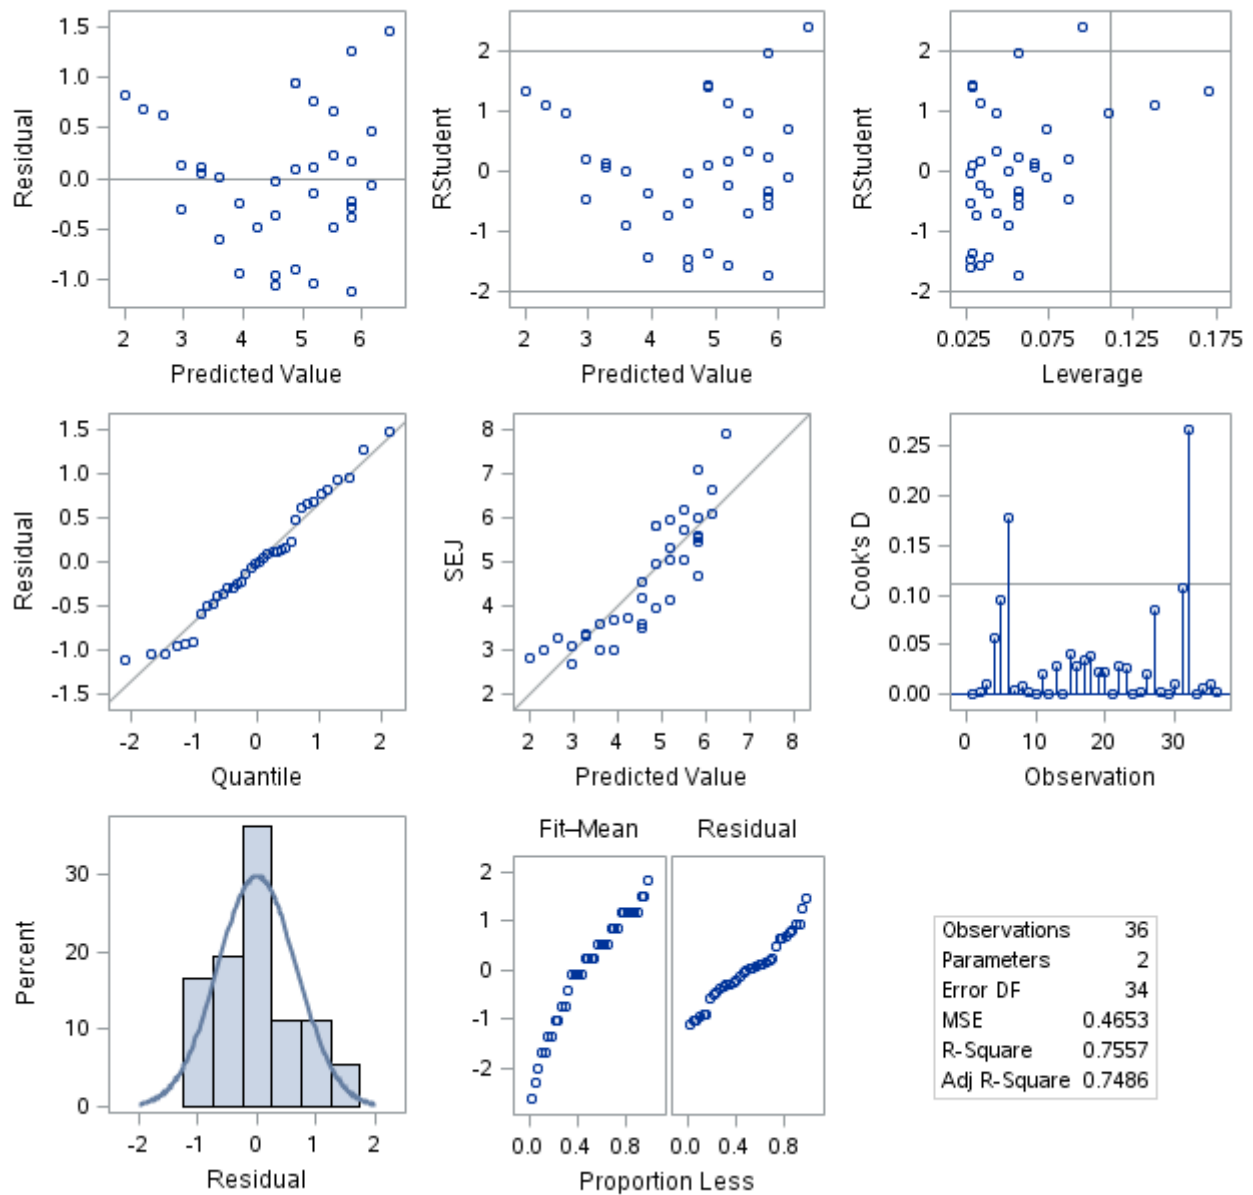 1.5
1.0
0.5
0.0
-0.5
-1.0
Residual
2 3 4 5 6
Predicted Value
2
1
0
-1
-2
RStudent
2 3 4 5 6
Predicted Value
2
1
0
-1
-2
RStudent
0.025 0.075 0.125 0.175
Leverage
1.5
1.0
0.5
0.0
-0.5
-1.0
-1.5
Residual
-2 -1 0 1 2
Quantile
8
7
6
5
4
3
2
SEJ
2 3 4 5 6 7 8
Predicted Value
0.25
0.20
0.15
0.10
0.05
0.00
Cook's D
0 10 20 30
Observation
30
20
10
0
Percent
-2 -1 0 1 2
Residual
Fit–Mean Residual
2
1
0
-1
-2
0.0 0.4 0.8 0.0 0.4 0.8
Proportion Less
Observations 36
Parameters 2
Error DF 34
MSE 0.4653
R-Square 0.7557
Adj R-Square 0.7486